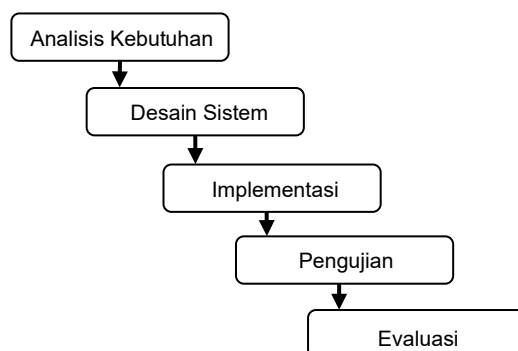 Analisis Kebutuhan
Desain Sistem
Implementasi
Pengujian
Evaluasi